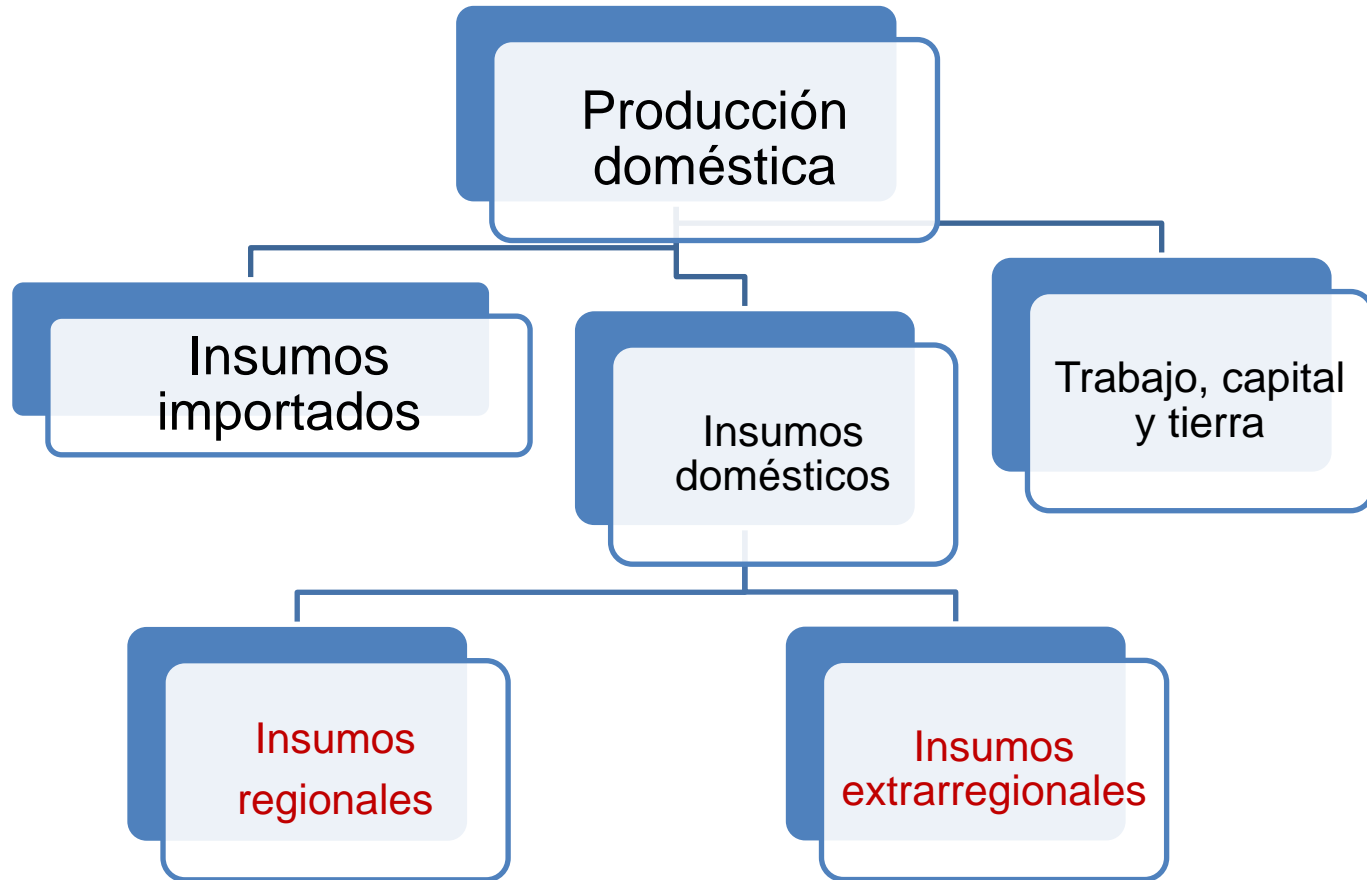 Producción
doméstica
Insumos
importados
Insumos
domésticos
Trabajo, capital
y tierra
Insumos
regionales
Insumos
extrarregionales